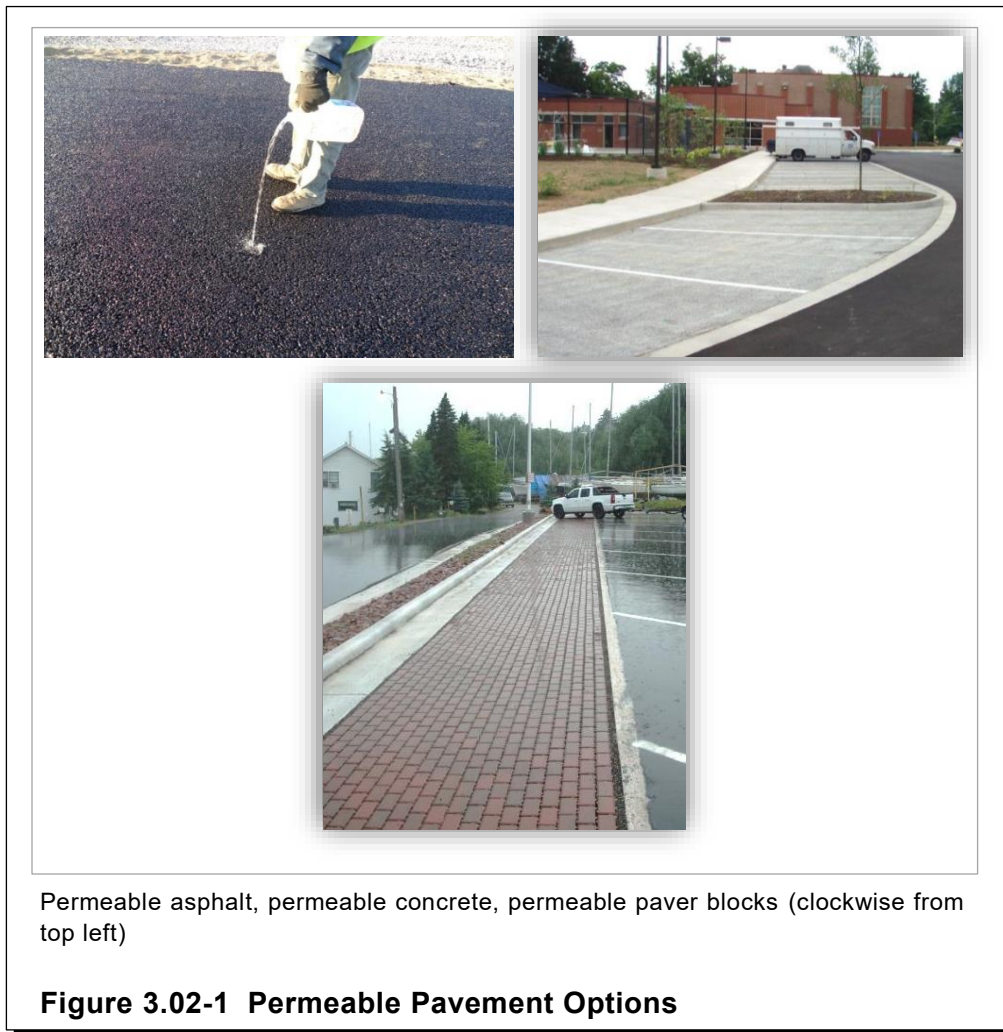 Permeable asphalt, permeable concrete, permeable paver blocks (clockwise from
top left)
Figure 3.02-1 Permeable Pavement Options